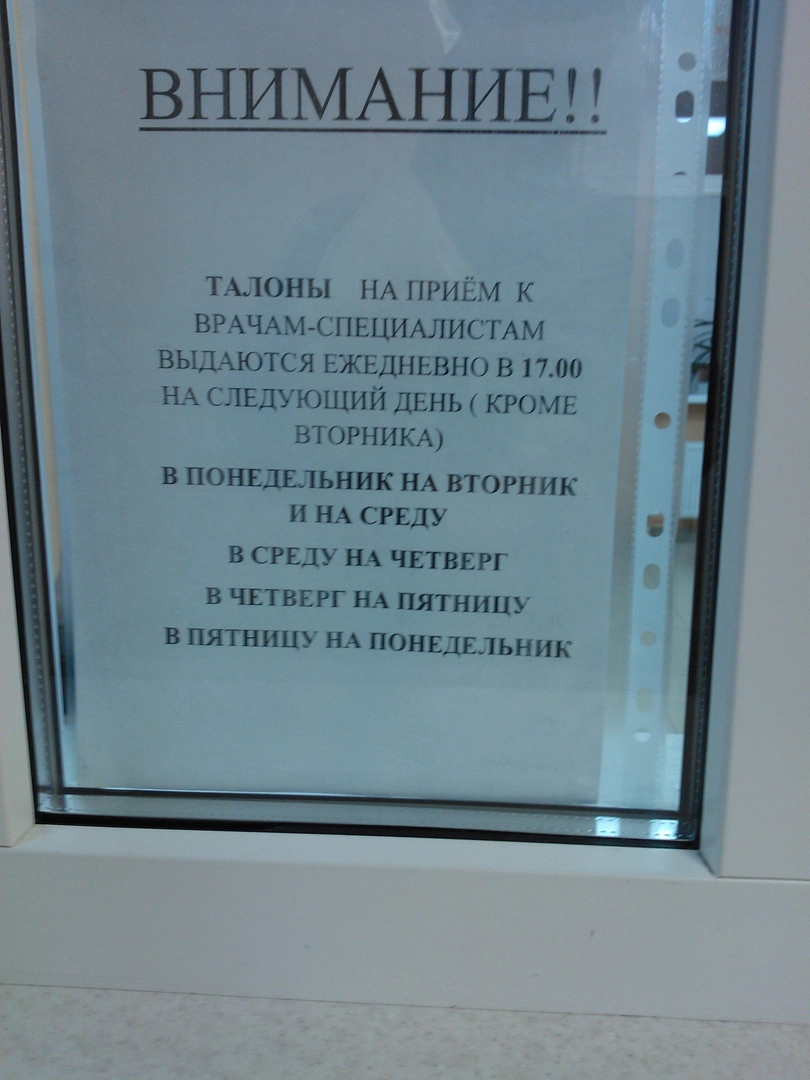 ВНИМАНИЕ!!
ТАЛОНЫ НА ПРИЁМ К
ВРАЧАМ-СПЕЦИАЛИСТАМ
ВЫДАЮТСЯ ЕЖЕДНЕВНО В 17.00
НА СЛЕДУЮЩИЙ ДЕНЬ ( КРОМЕ
ВТОРНИКА)
В ПОНЕДЕЛЬНИК НА ВТОРНИК
И НА СРЕДУ
В СРЕДУ НА ЧЕТВЕРГ
В ЧЕТВЕРГ НА ПЯТНИЦУ
В ПЯТНИЦУ НА ПОНЕДЕЛЬНИК